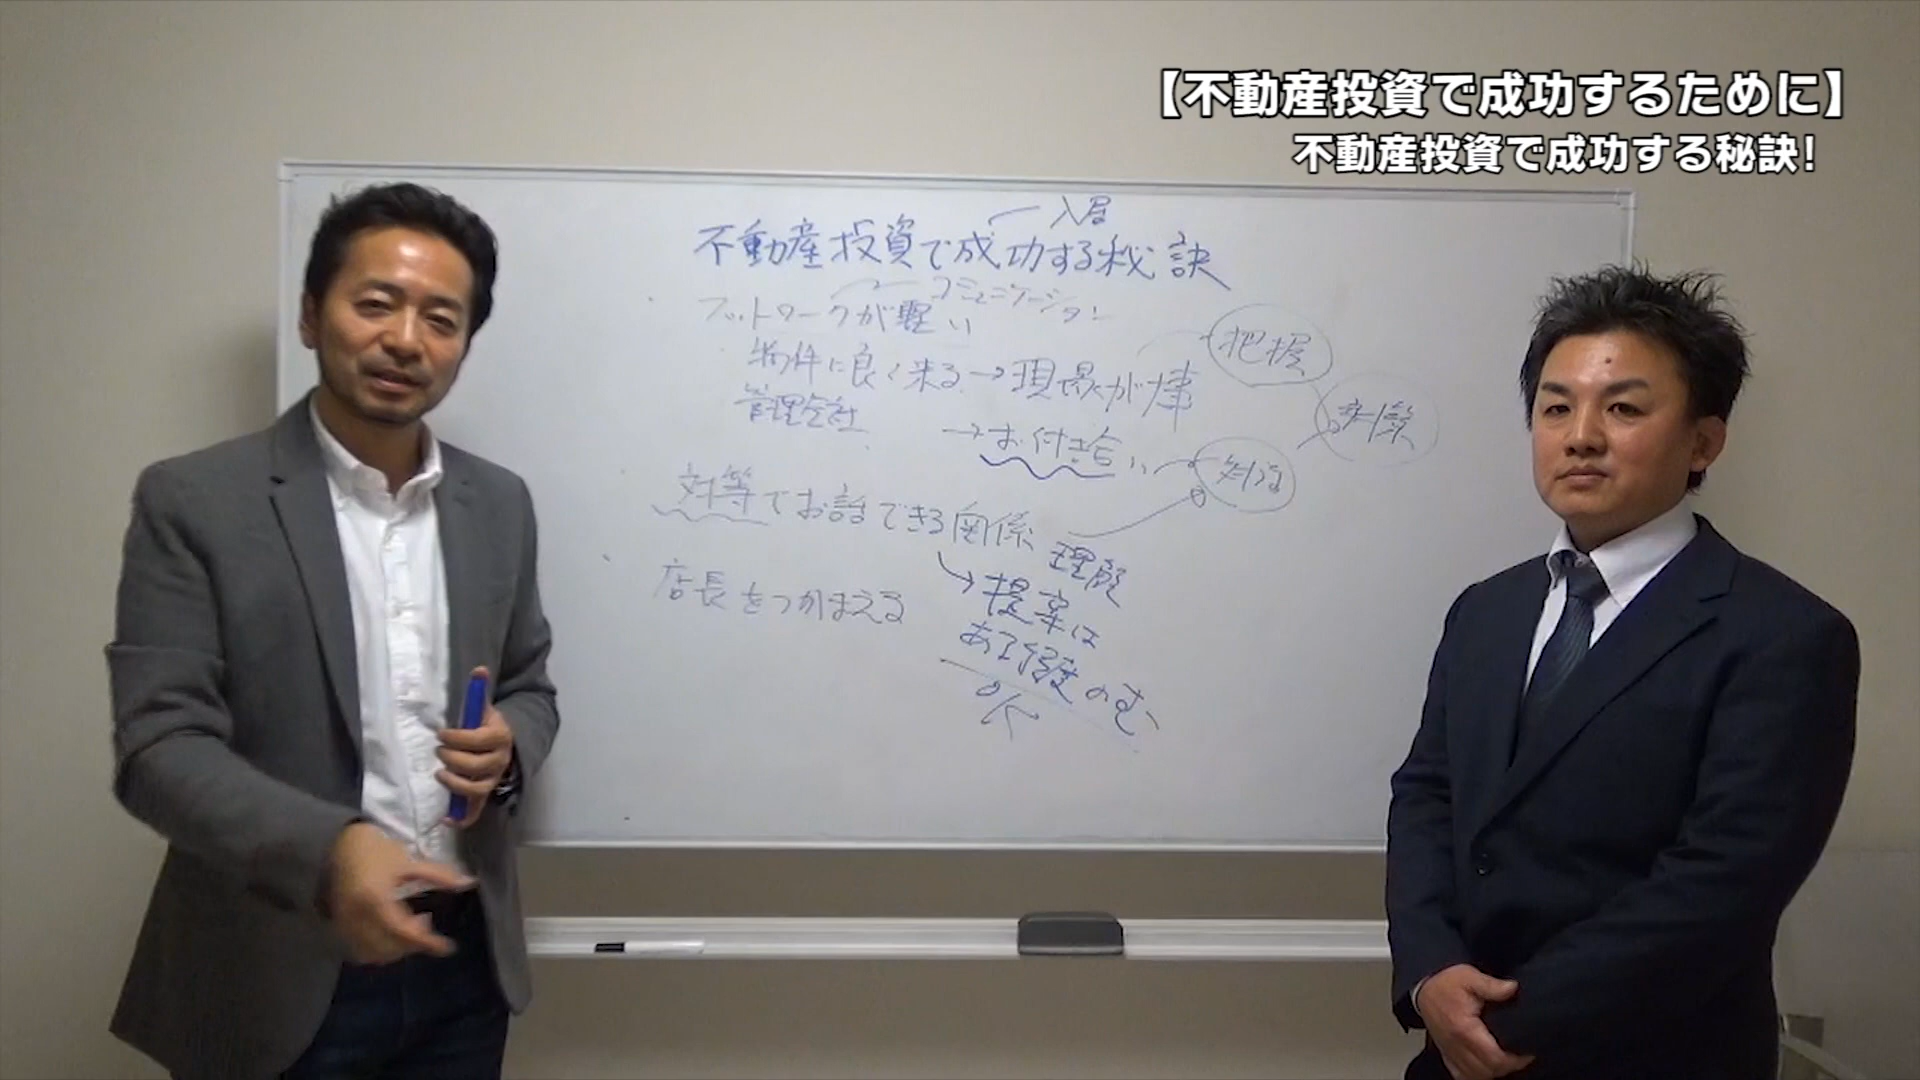 【不動産投資で成功するために】
不動産投資で成功する秘訣！
入居
不動産投資で成功する秘訣
コミュニケーション
フットワークが軽い
物件に良く来る→現場が大事
管理会社
→お付き合い
把握
対策
対等でお話できる関係
理解
→提案は
ある程度のむ
OK
店長をつかまえる